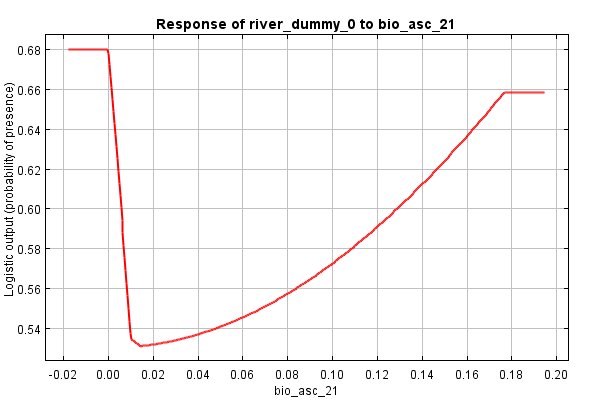 Response of river_dummy_0 to bio_asc_21
Logistic output (probability of presence)
0.68
0.66
0.64
0.62
0.60
0.58
0.56
0.54
-0.02 0.00 0.02 0.04 0.06 0.08 0.10 0.12 0.14 0.16 0.18 0.20
bio_asc_21